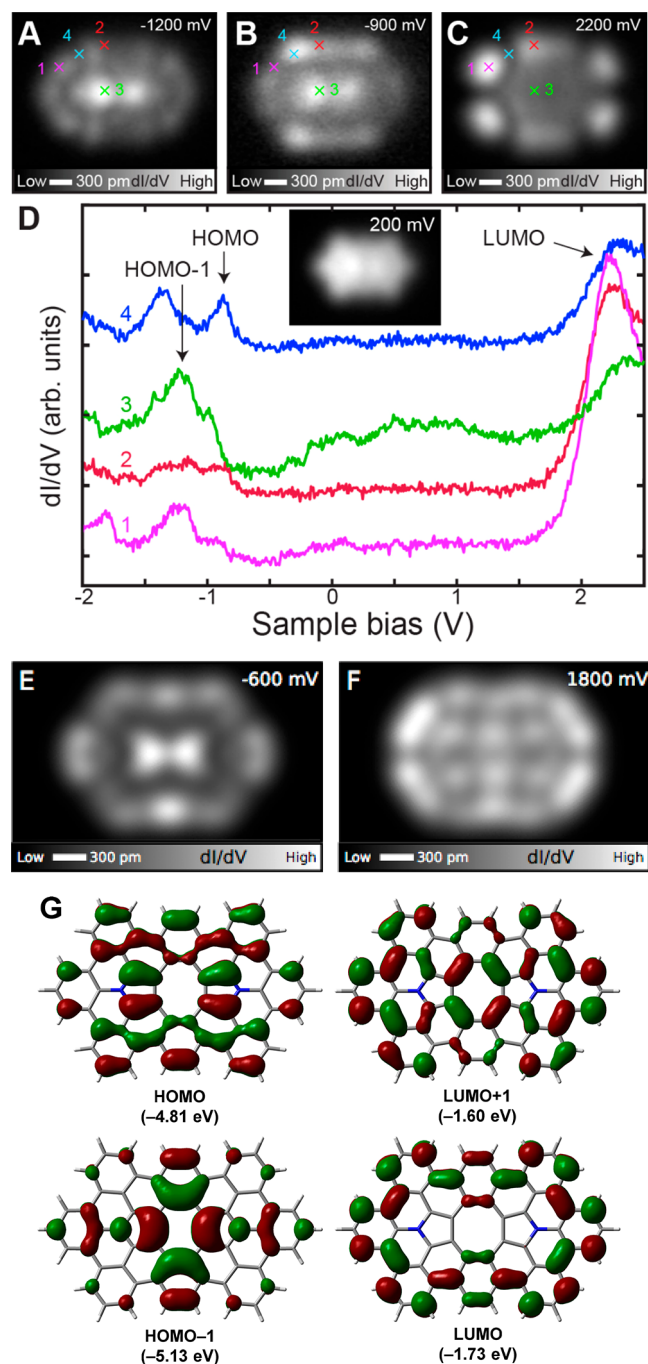 A
-1200 mV
2
4
1
3
Low 300 pm dI/dV High
B
-900 mV
2
4
1
3
Low 300 pm dI/dV High
C
2200 mV
2
4
1
3
Low 300 pm dI/dV High
D
200 mV
HOMO
HOMO-1
LUMO
4
3
2
1
dI/dV (arb. units)
-2 -1 0 1 2
Sample bias (V)
E
-600 mV
Low 300 pm dI/dV High
F
1800 mV
Low 300 pm dI/dV High
G
HOMO
(–4.81 eV)
LUMO+1
(–1.60 eV)
HOMO–1
(–5.13 eV)
LUMO
(–1.73 eV)